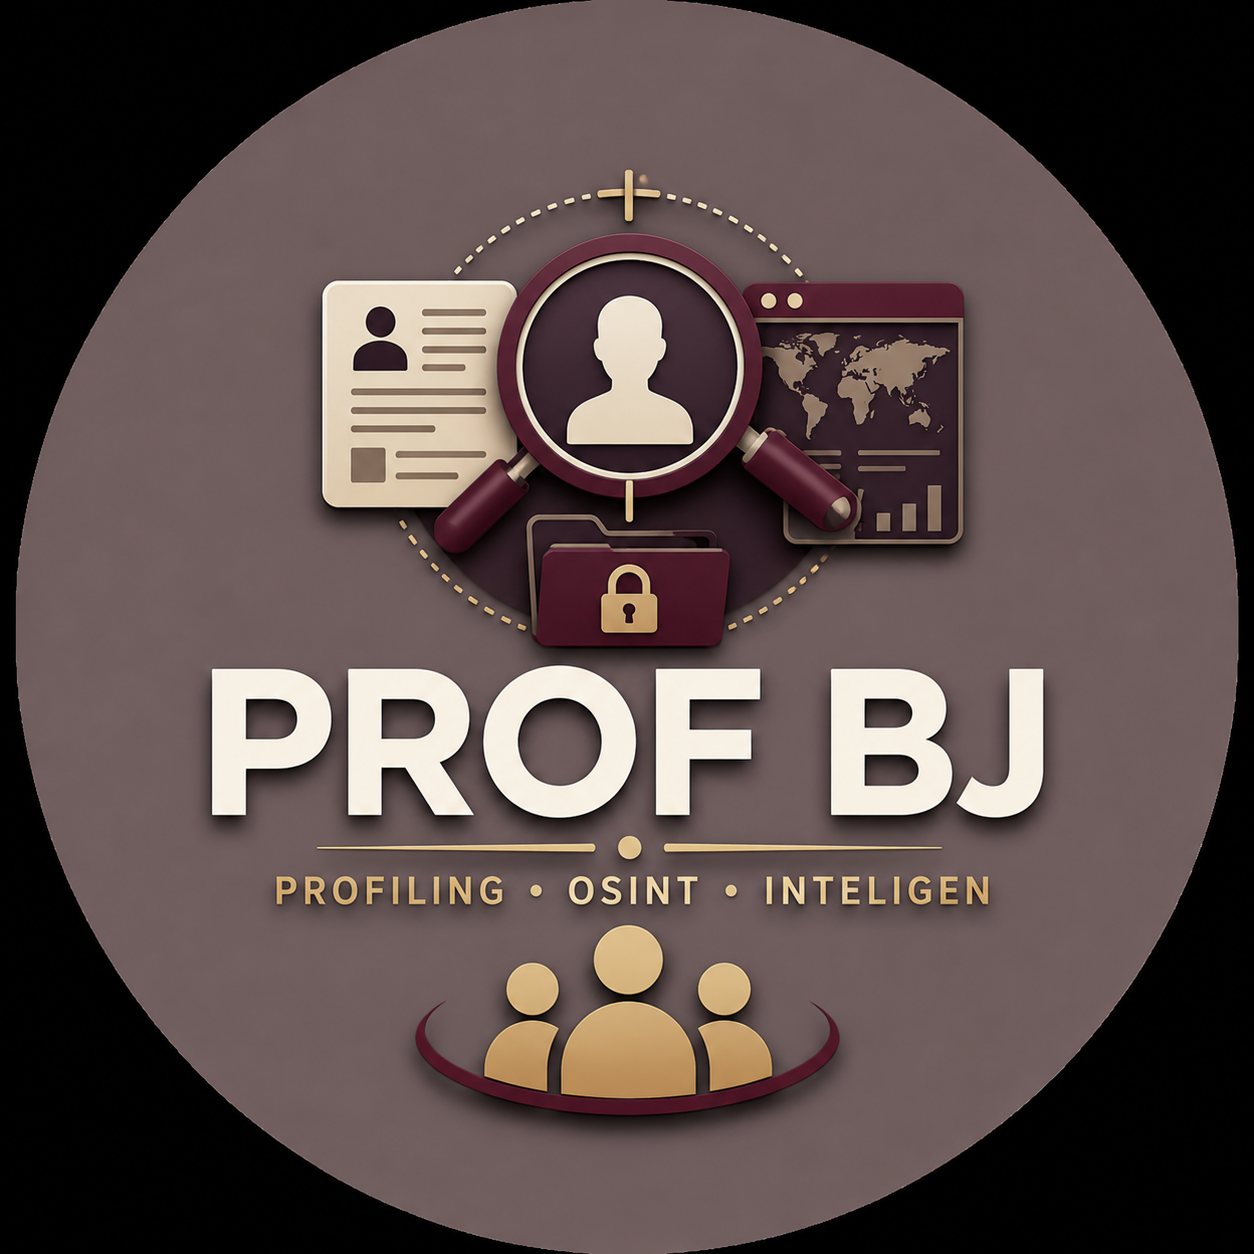 PROF BJ
PROFILING • OSINT • INTELIGEN